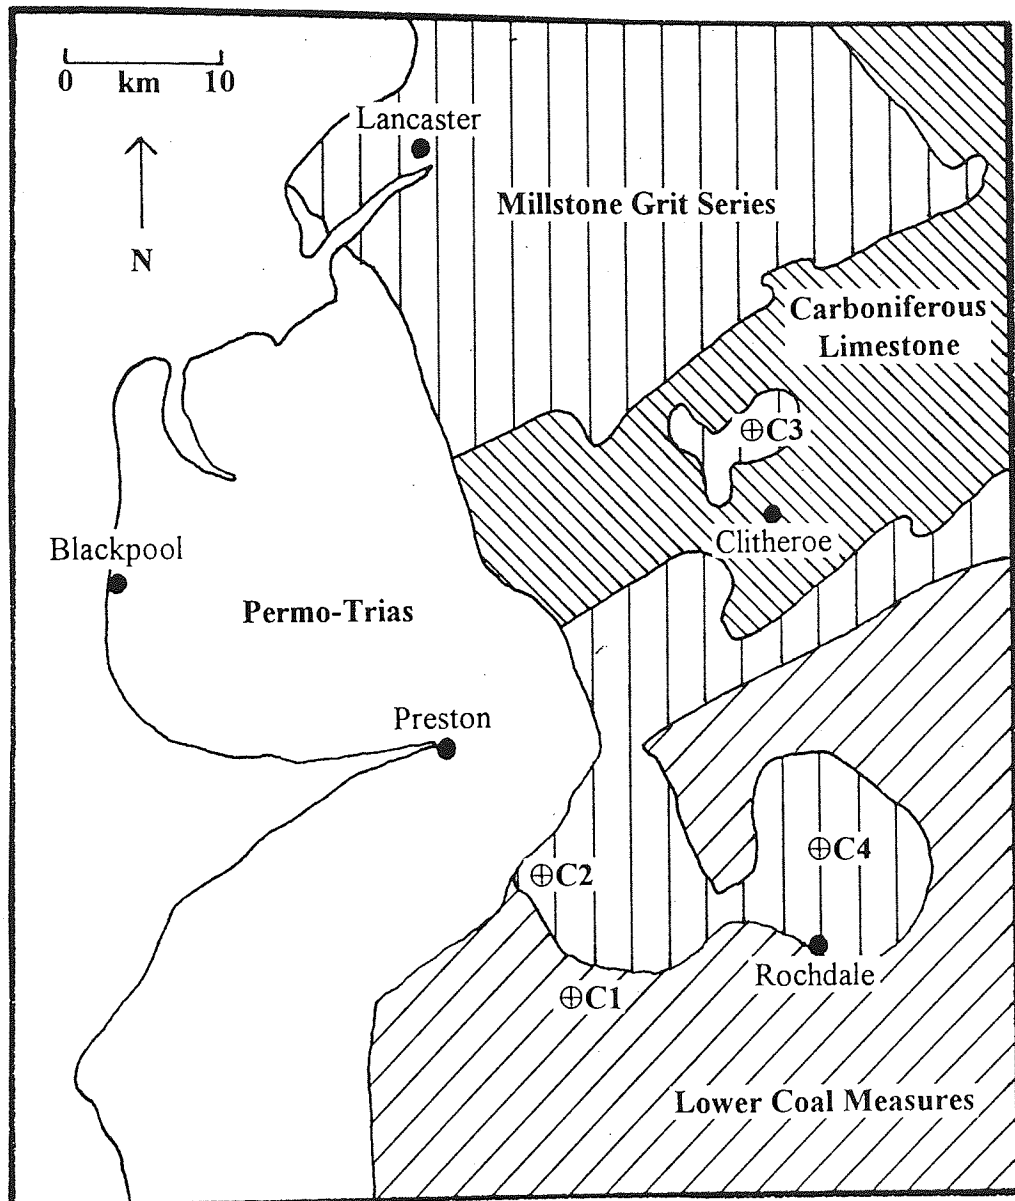 0 km 10
Lancaster
N
Millstone Grit Series
Carboniferous
Limestone
⊕C3
Clitheroe
Blackpool
Permo-Trias
Preston
⊕C4
⊕C2
Rochdale
⊕C1
Lower Coal Measures